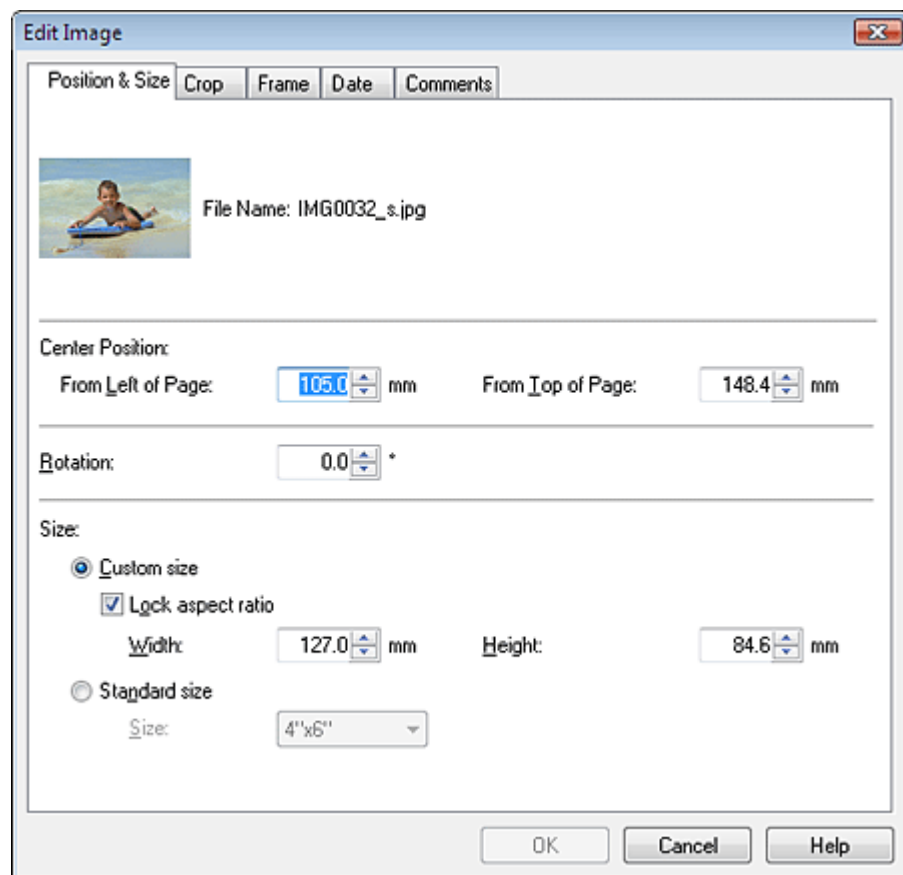 Edit Image
Position & Size Crop Frame Date Comments
File Name: IMG0032_s.jpg
Center Position:
From Left of Page: 105.0 mm From Top of Page: 148.4 mm
Rotation: 0.0 °
Size:
Custom size
Lock aspect ratio
Width: 127.0 mm Height: 84.6 mm
Standard size
Size: 4"x6"
OK Cancel Help